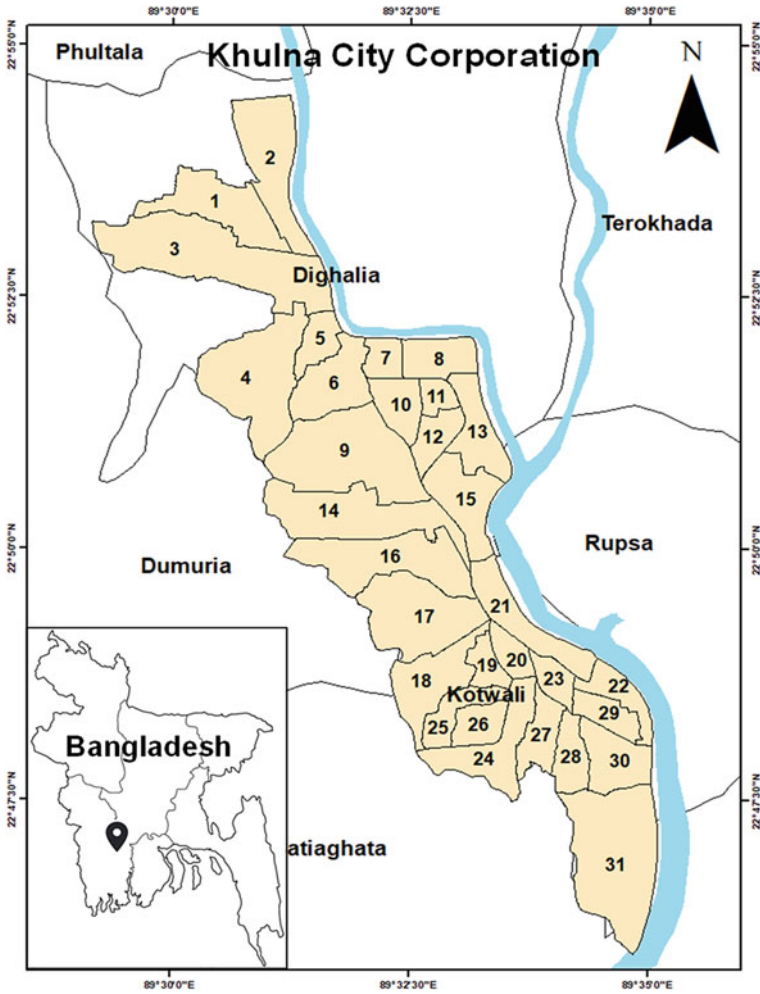 89°30'0"E
89°32'30"E
89°35'0"E
22°55'0"N
22°55'0"N
Phultala
Khulna City Corporation
N
2
1
Terokhada
3
Dighalia
22°52'30"N
22°52'30"N
5
7
8
4
6
10
11
12
13
9
15
14
22°50'0"N
22°50'0"N
Dumuria
16
Rupsa
21
17
19
20
18
23
22
Kotwali
29
25
26
27
28
24
30
Bangladesh
22°47'30"N
22°47'30"N
atiaghata
31
89°30'0"E
89°32'30"E
89°35'0"E